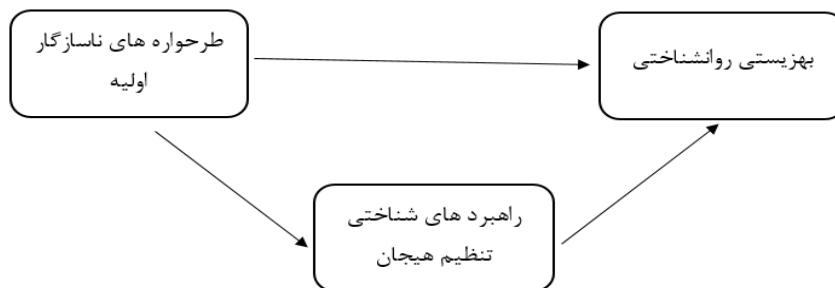 طرحواره های ناسازگار
اولیه
بهزیستی روانشناختی
راهبرد های شناختی
تنظیم هیجان